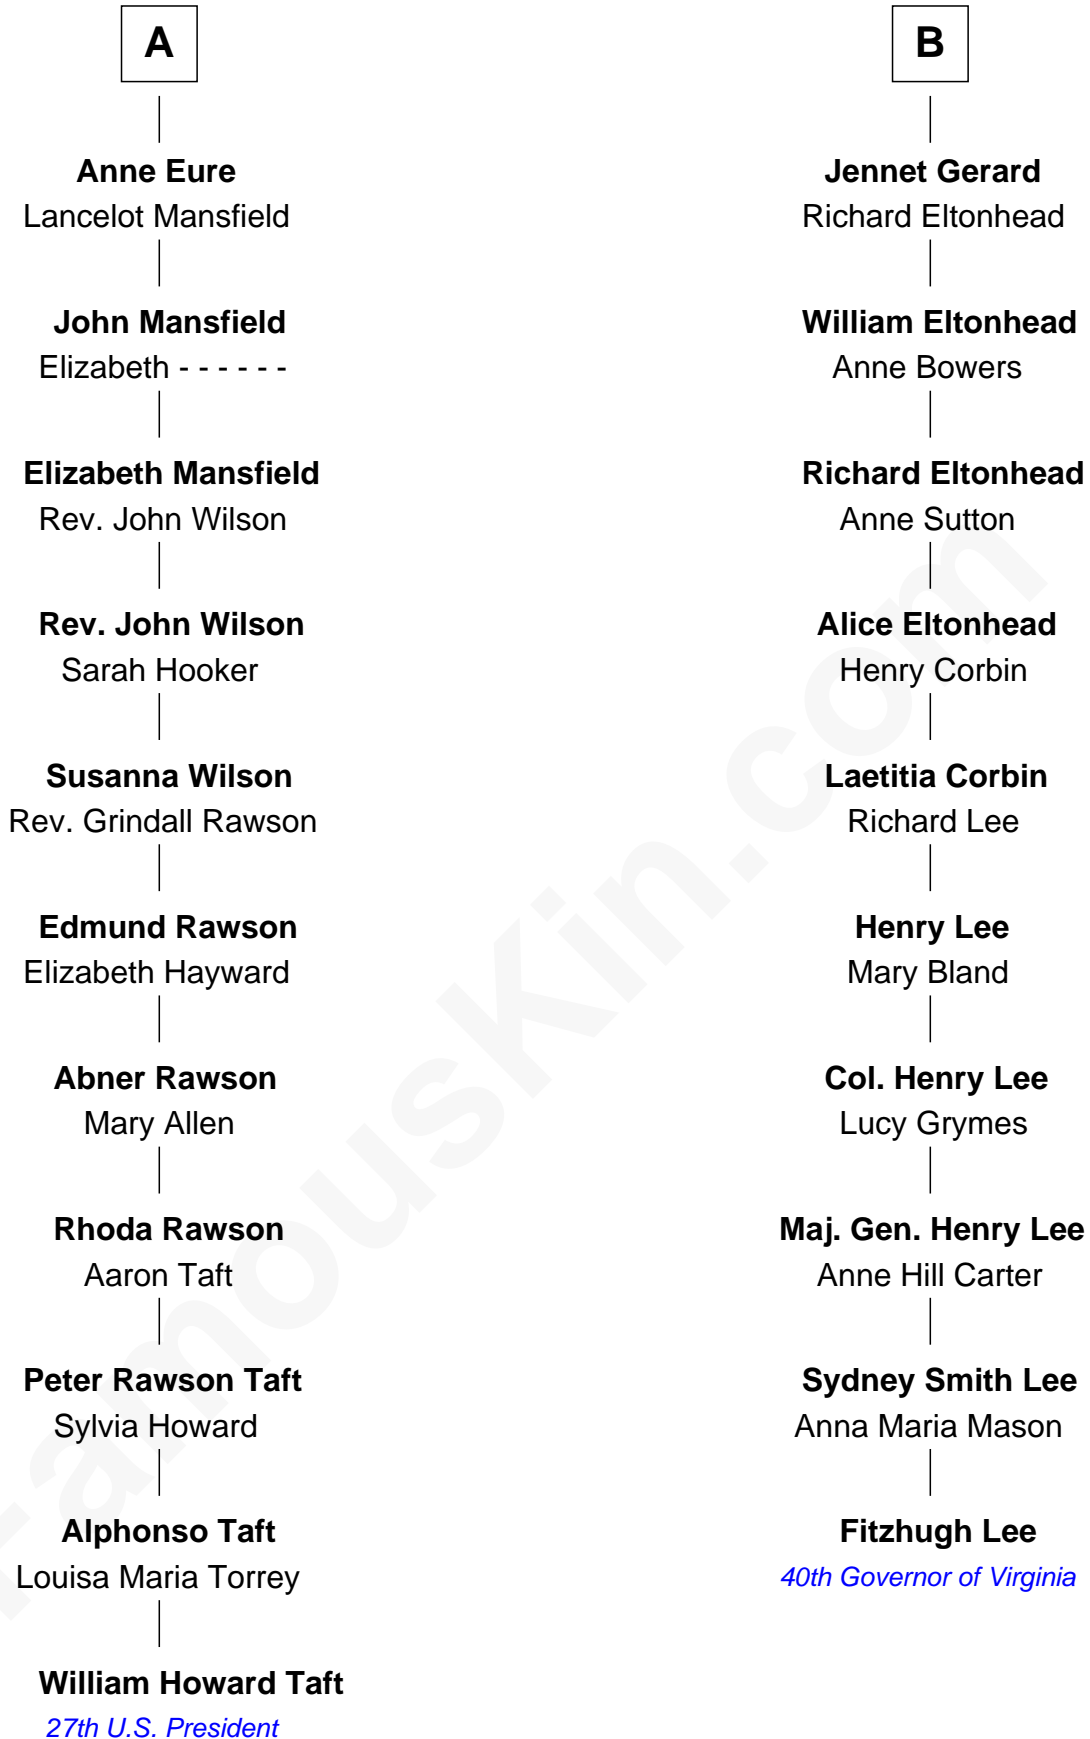 A
Anne Eure
Lancelot Mansfield
John Mansfield
Elizabeth - - - - - -
Elizabeth Mansfield
Rev. John Wilson
Rev. John Wilson
Sarah Hooker
Susanna Wilson
Rev. Grindall Rawson
Edmund Rawson
Elizabeth Hayward
Abner Rawson
Mary Allen
Rhoda Rawson
Aaron Taft
Peter Rawson Taft
Sylvia Howard
Alphonso Taft
Louisa Maria Torrey
William Howard Taft
27th U.S. President
B
Jennet Gerard
Richard Eltonhead
William Eltonhead
Anne Bowers
Richard Eltonhead
Anne Sutton
Alice Eltonhead
Henry Corbin
Laetitia Corbin
Richard Lee
Henry Lee
Mary Bland
Col. Henry Lee
Lucy Grymes
Maj. Gen. Henry Lee
Anne Hill Carter
Sydney Smith Lee
Anna Maria Mason
Fitzhugh Lee
40th Governor of Virginia
FamousKin.com